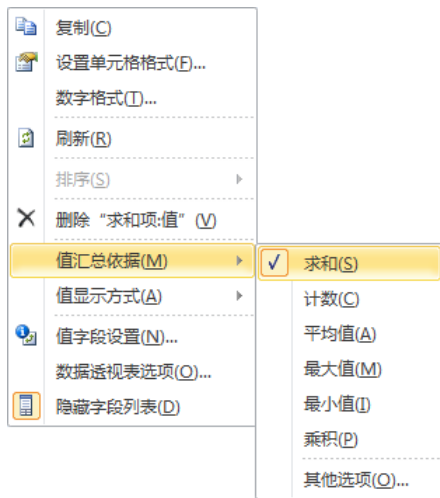 复制(C)
设置单元格格式(F)...
数字格式(T)...
刷新(R)
排序(S)
删除“求和项:值”(V)
值汇总依据(M)
值显示方式(A)
值字段设置(N)...
数据透视表选项(O)...
隐藏字段列表(D)
求和(S)
计数(C)
平均值(A)
最大值(M)
最小值(I)
乘积(P)
其他选项(O)...